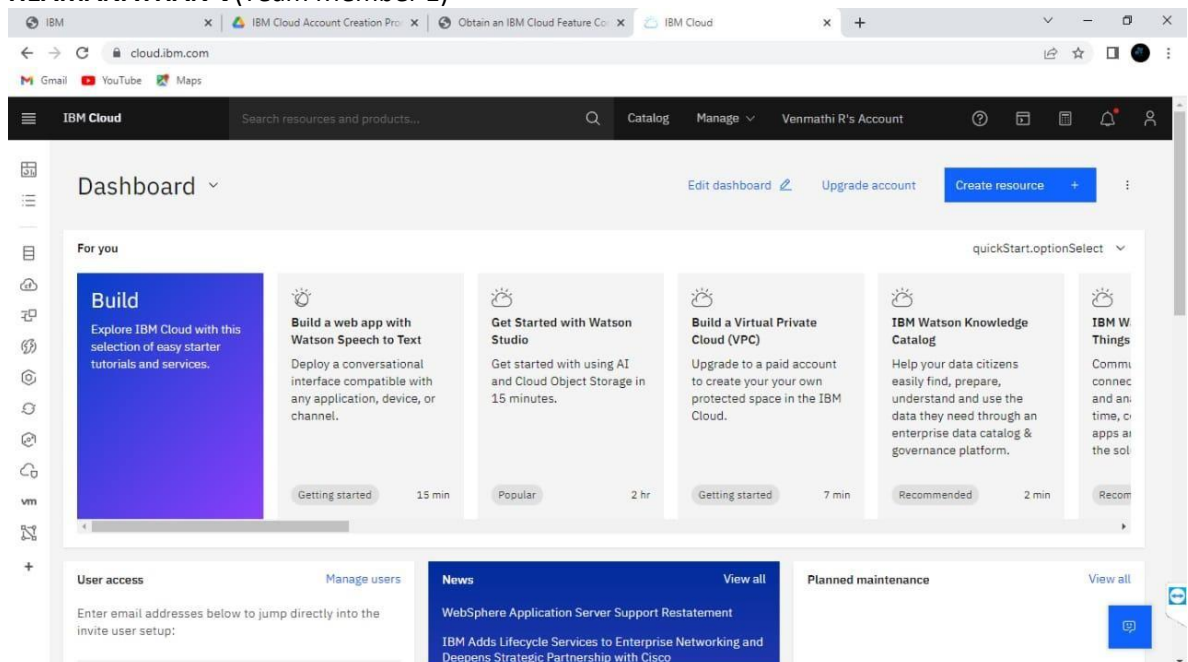 (Team Member 2)
IBM
IBM Cloud Account Creation Pro
Obtain an IBM Cloud Feature Co
IBM Cloud
cloud.ibm.com
Gmail YouTube Maps
IBM Cloud Search resources and products... Catalog Manage Venmathi R's Account
Dashboard
Edit dashboard Upgrade account Create resource +
For you
quickStart.optionSelect
Build
Explore IBM Cloud with this
selection of easy starter
tutorials and services.
Build a web app with
Watson Speech to Text
Deploy a conversational
interface compatible with
any application, device, or
channel.
Getting started 15 min
Get Started with Watson
Studio
Get started with using AI
and Cloud Object Storage in
15 minutes.
Popular 2 hr
Build a Virtual Private
Cloud (VPC)
Upgrade to a paid account
to create your your own
protected space in the IBM
Cloud.
Getting started 7 min
IBM Watson Knowledge
Catalog
Help your data citizens
easily find, prepare,
understand and use the
data they need through an
enterprise data catalog &
governance platform.
Recommended 2 min
IBM W
Things
Commu
connec
and ana
time, c
apps a
the sol
Recom
vm
User access Manage users
Enter email addresses below to jump directly into the
invite user setup:
News View all
WebSphere Application Server Support Restatement
IBM Adds Lifecycle Services to Enterprise Networking and
Deepens Strategic Partnership with Cisco
Planned maintenance View all